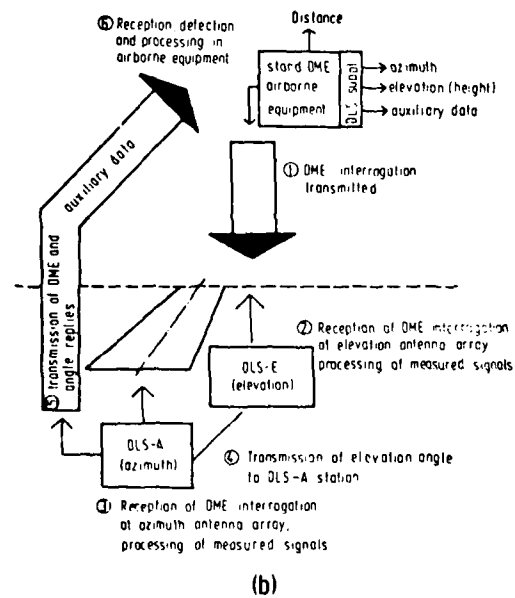 Distance
⑥ Reception detection
and processing in
airborne equipment
stard DME
airborne
equipment
DLS suppl
azimuth
elevation (height)
auxiliary data
① DME interrogation
transmitted
auxiliary data
⑤ transmission of DME and
angle replies
② Reception of DME interrogation
at elevation antenna array
processing of measured signals
DLS-E
(elevation)
DLS-A
(azimuth)
④ Transmission of elevation angle
to DLS-A station
③ Reception of DME interrogation
at azimuth antenna array,
processing of measured signals
(b)